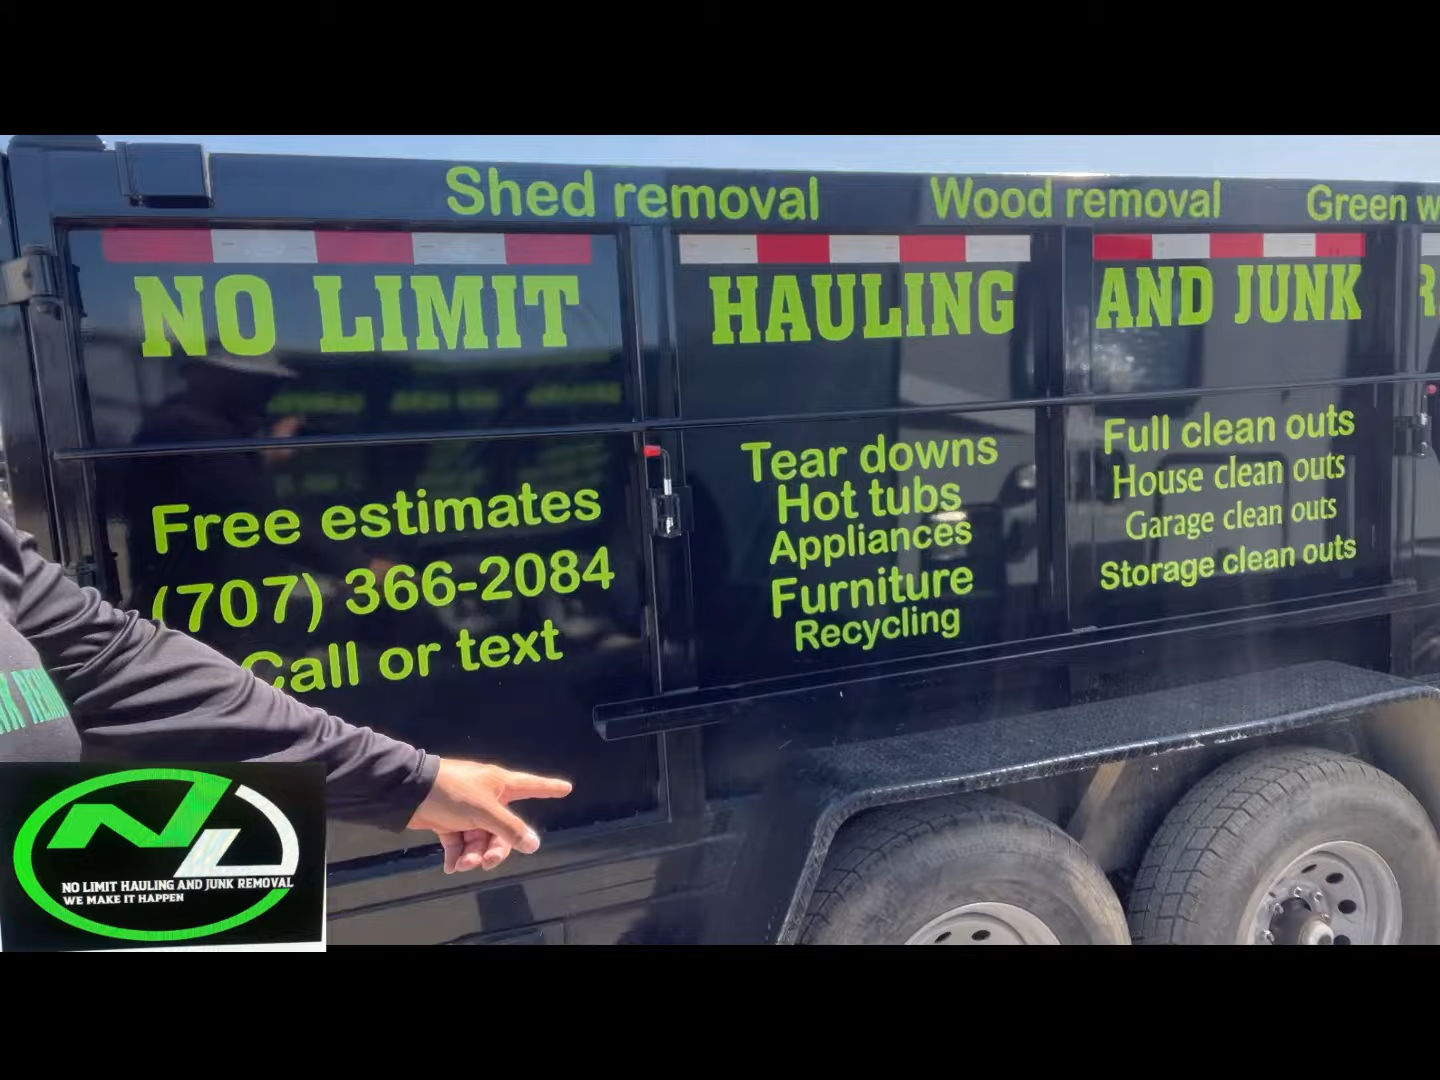 Shed removal
Wood removal
Green
NO LIMIT
HAULING
AND JUNK
Free estimates
(707) 366-2084
Call or text
Tear downs
Hot tubs
Appliances
Furniture
Recycling
Full clean outs
House clean outs
Garage clean outs
Storage clean outs
NL
NO LIMIT HAULING AND JUNK REMOVAL
WE MAKE IT HAPPEN